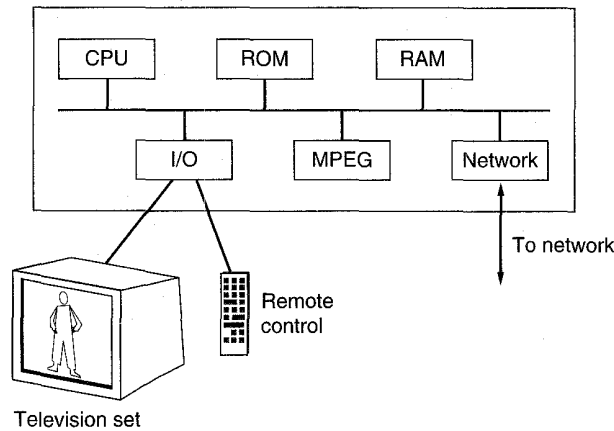 CPU
ROM
RAM
I/O
MPEG
Network
To network
Remote
control
Television set